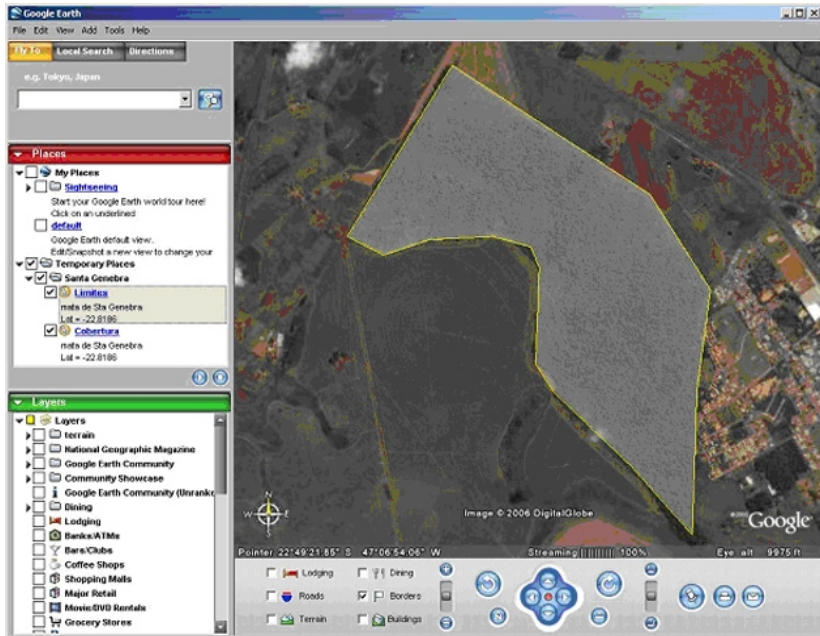 Google Earth
File Edit View Add Tools Help
Fly To Local Search Directions
e.g. Tokyo, Japan
Places
My Places
Sightseeing
Start your Google Earth world tour here!
Click on an underlined
default
Google Earth default view.
Edit/Snapshot a new view to change your
Temporary Places
Santa Genebra
Limites
mata de Sta Genebra
Lat = -22.8186
Cobertura
mata de Sta Genebra
Lat = -22.8186
Layers
Layers
terrain
National Geographic Magazine
Google Earth Community
Community Showcase
Google Earth Community (Unranke
Dining
Lodging
Banks/ATMs
Bars/Clubs
Coffee Shops
Shopping Malls
Major Retail
Movie/DVD Rentals
Grocery Stores
N
W E
S
Image © 2006 DigitalGlobe
©2005 Google
Pointer 22°49'21.85" S 47°06'54.06" W Streaming 100% Eye alt 9975 ft
Lodging Dining
Roads Borders
Terrain Buildings